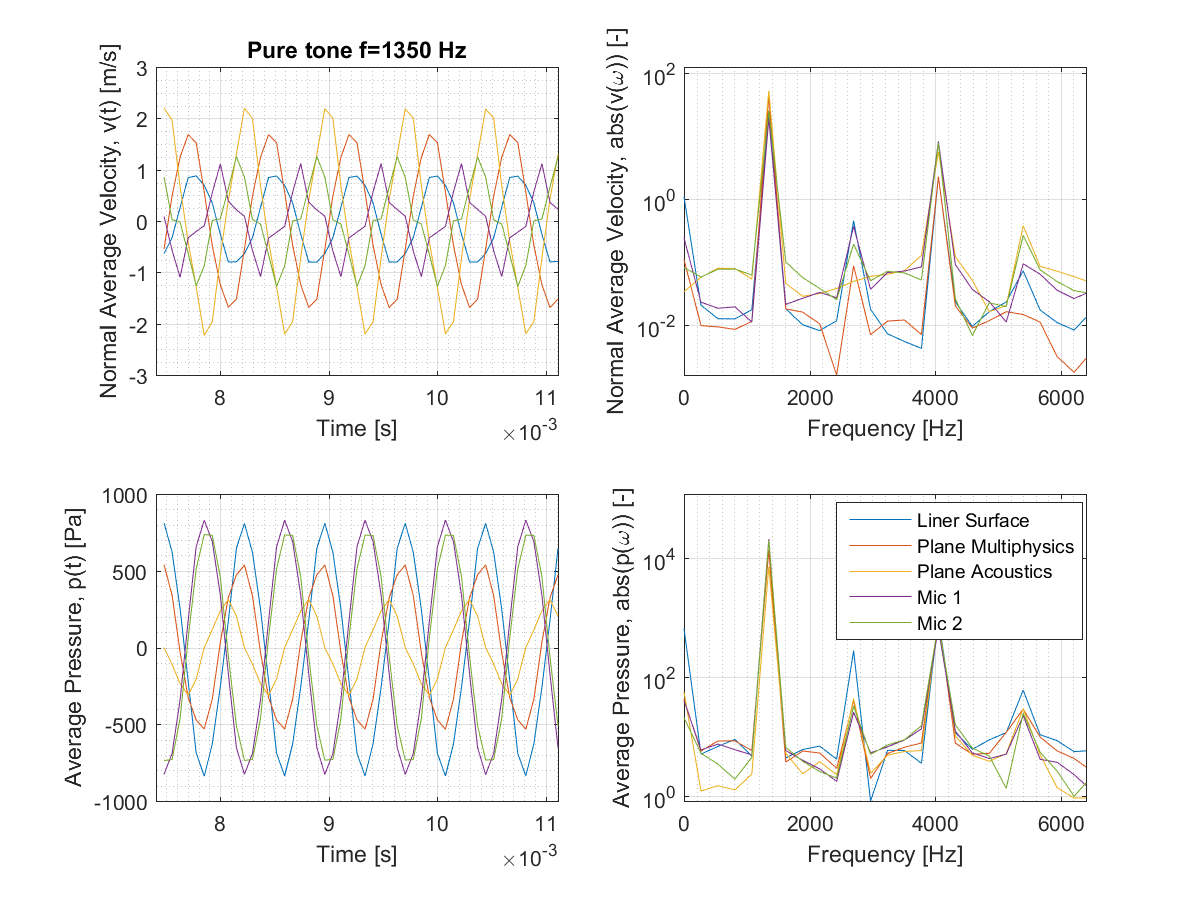 Pure tone f=1350 Hz
Normal Average Velocity, v(t) [m/s]
3
2
1
0
-1
-2
-3
8
9
10
11
Time [s]
×10⁻³
Normal Average Velocity, abs(v(ω)) [-]
10²
10⁰
10⁻²
0
2000
4000
6000
Frequency [Hz]
Average Pressure, p(t) [Pa]
1000
500
0
-500
-1000
8
9
10
11
Time [s]
×10⁻³
Average Pressure, abs(p(ω)) [-]
10⁴
10²
10⁰
0
2000
4000
6000
Frequency [Hz]
Liner Surface
Plane Multiphysics
Plane Acoustics
Mic 1
Mic 2